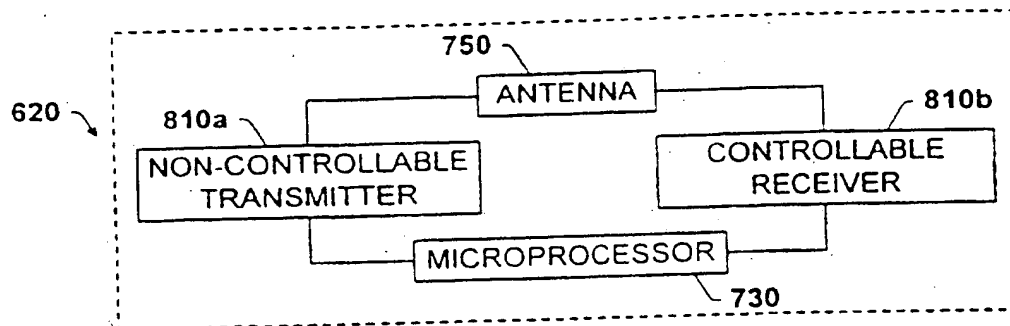 750
ANTENNA
620
810a
810b
NON-CONTROLLABLE
TRANSMITTER
CONTROLLABLE
RECEIVER
MICROPROCESSOR
730